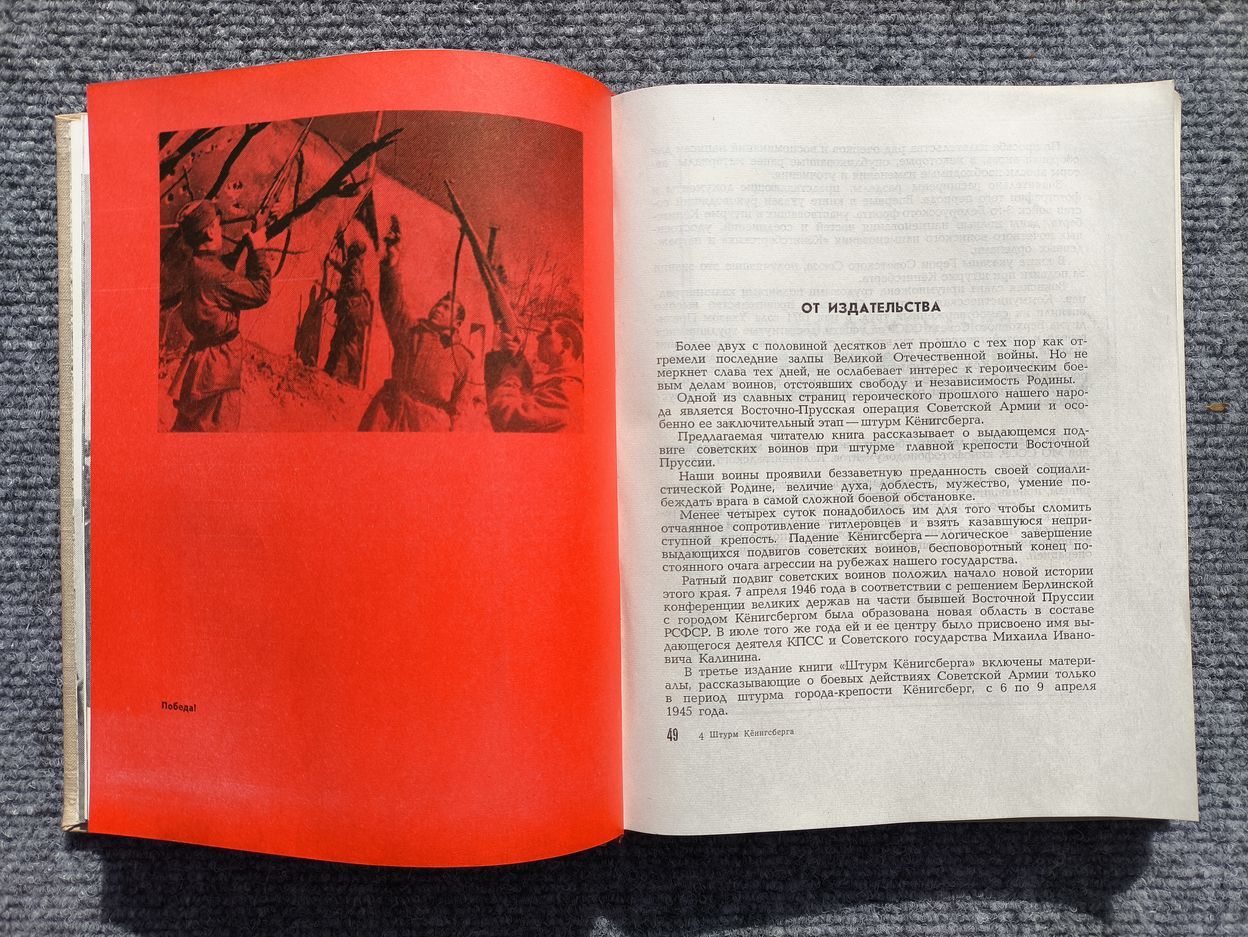 Победа!
ОТ ИЗДАТЕЛЬСТВА
Более двух с половиной десятков лет прошло с тех пор как от-
гремели последние залпы Великой Отечественной войны. Но не
меркнет слава тех дней, не ослабевает интерес к героическим бое-
вым делам воинов, отстоявших свободу и независимость Родины.
Одной из славных страниц героического прошлого нашего наро-
да является Восточно-Прусская операция Советской Армии и осо-
бенно ее заключительный этап — штурм Кёнигсберга.
Предлагаемая читателю книга рассказывает о выдающемся под-
виге советских воинов при штурме главной крепости Восточной
Пруссии.
Наши воины проявили беззаветную преданность своей социали-
стической Родине, величие духа, доблесть, мужество, умение по-
беждать врага в самой сложной боевой обстановке.
Менее четырех суток понадобилось им для того чтобы сломить
отчаянное сопротивление гитлеровцев и взять казавшуюся непри-
ступной крепость. Падение Кёнигсберга — логическое завершение
выдающихся подвигов советских воинов, бесповоротный конец по-
стоянного очага агрессии на рубежах нашего государства.
Ратный подвиг советских воинов положил начало новой истории
этого края. 7 апреля 1946 года в соответствии с решением Берлинской
конференции великих держав на части бывшей Восточной Пруссии
с городом Кёнигсбергом была образована новая область в составе
РСФСР. В июле того же года ей и ее центру было присвоено имя вы-
дающегося деятеля КПСС и Советского государства Михаила Ивано-
вича Калинина.
В третье издание книги «Штурм Кёнигсберга» включены матери-
алы, рассказывающие о боевых действиях Советской Армии только
в период штурма города-крепости Кёнигсберг, с 6 по 9 апреля
1945 года.
49 4 Штурм Кёнигсберга